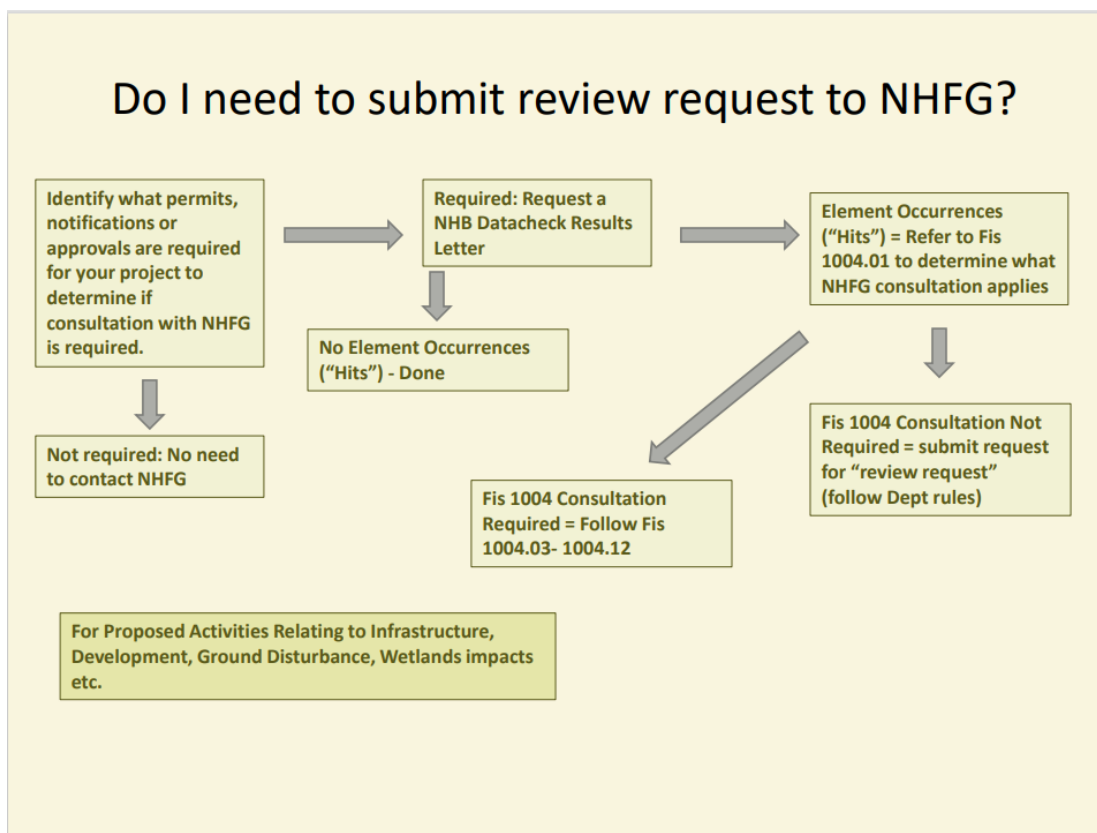 Do I need to submit review request to NHFG?
Identify what permits,
notifications or
approvals are required
for your project to
determine if
consultation with NHFG
is required.
Required: Request a
NHB Datacheck Results
Letter
Element Occurrences
(“Hits”) = Refer to Fis
1004.01 to determine what
NHFG consultation applies
No Element Occurrences
(“Hits”) - Done
Not required: No need
to contact NHFG
Fis 1004 Consultation Not
Required = submit request
for “review request”
(follow Dept rules)
Fis 1004 Consultation
Required = Follow Fis
1004.03- 1004.12
For Proposed Activities Relating to Infrastructure,
Development, Ground Disturbance, Wetlands impacts
etc.